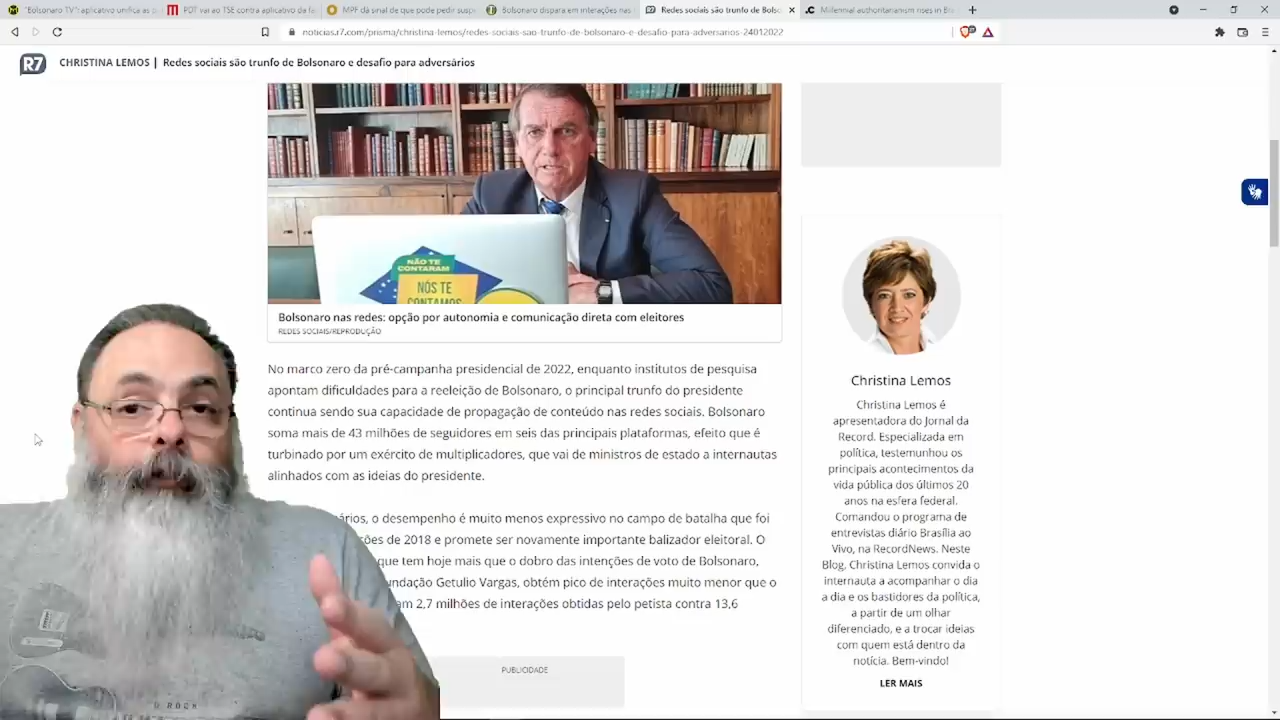 "Bolsonaro TV": aplicativo unifica as
PDT vai ao TSE contra aplicativo da fa
MPF dá sinal de que pode pedir susp
Bolsonaro dispara em interações nas
Redes sociais são trunfo de Bolso
Millennial authoritarianism rises in
noticias.r7.com/prisma/christina-lemos/redes-sociais-sao-trunfo-de-bolsonaro-e-desafio-para-adversarios-24012022
R7 CHRISTINA LEMOS | Redes sociais são trunfo de Bolsonaro e desafio para adversários
NÃO TE
CONTARAM
NÓS TE
CONTAMOS
Bolsonaro nas redes: opção por autonomia e comunicação direta com eleitores
REDES SOCIAIS/REPRODUÇÃO
No marco zero da pré-campanha presidencial de 2022, enquanto institutos de pesquisa
apontam dificuldades para a reeleição de Bolsonaro, o principal trunfo do presidente
continua sendo sua capacidade de propagação de conteúdo nas redes sociais. Bolsonaro
soma mais de 43 milhões de seguidores em seis das principais plataformas, efeito que é
turbinado por um exército de multiplicadores, que vai de ministros de estado a internautas
alinhados com as ideias do presidente.
ários, o desempenho é muito menos expressivo no campo de batalha que foi
ções de 2018 e promete ser novamente importante balizador eleitoral. O
que tem hoje mais que o dobro das intenções de voto de Bolsonaro,
undação Getulio Vargas, obtém pico de interações muito menor que o
am 2,7 milhões de interações obtidas pelo petista contra 13,6
PUBLICIDADE
Christina Lemos
Christina Lemos é
apresentadora do Jornal da
Record. Especializada em
política, testemunhou os
principais acontecimentos da
vida pública dos últimos 20
anos na esfera federal.
Comandou o programa de
entrevistas diário Brasília ao
Vivo, na RecordNews. Neste
Blog, Christina Lemos convida o
internauta a acompanhar o dia
a dia e os bastidores da política,
a partir de um olhar
diferenciado, e a trocar ideias
com quem está dentro da
notícia. Bem-vindo!
LER MAIS
ROCK